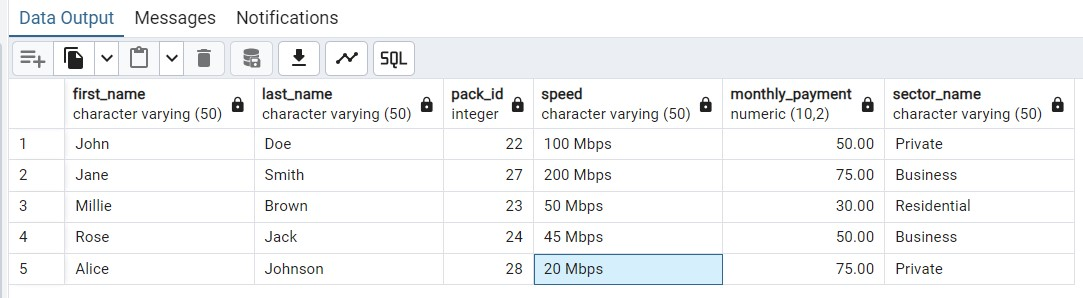 Data Output Messages Notifications
SQL
first_name last_name pack_id speed monthly_payment sector_name
character varying (50) character varying (50) integer character varying (50) numeric (10,2) character varying (50)
1 John Doe 22 100 Mbps 50.00 Private
2 Jane Smith 27 200 Mbps 75.00 Business
3 Millie Brown 23 50 Mbps 30.00 Residential
4 Rose Jack 24 45 Mbps 50.00 Business
5 Alice Johnson 28 20 Mbps 75.00 Private